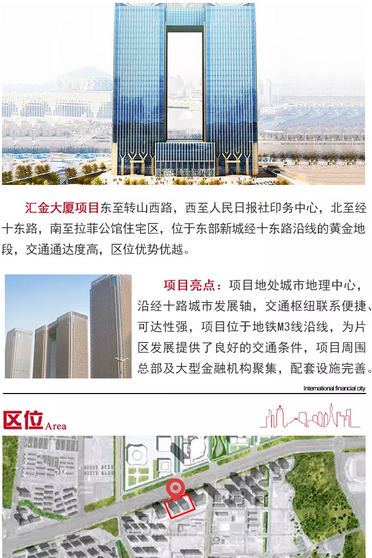 汇金大厦项目东至转山西路，西至人民日报社印务中心，北至经
十东路，南至拉菲公馆住宅区，位于东部新城经十东路沿线的黄金地
段，交通通达度高，区位优势优越。
项目亮点：项目地处城市地理中心，
沿经十路城市发展轴，交通枢纽联系便捷、
可达性强，项目位于地铁M3线沿线，为片
区发展提供了良好的交通条件，项目周围
总部及大型金融机构聚集，配套设施完善。
International financial city
区位Area